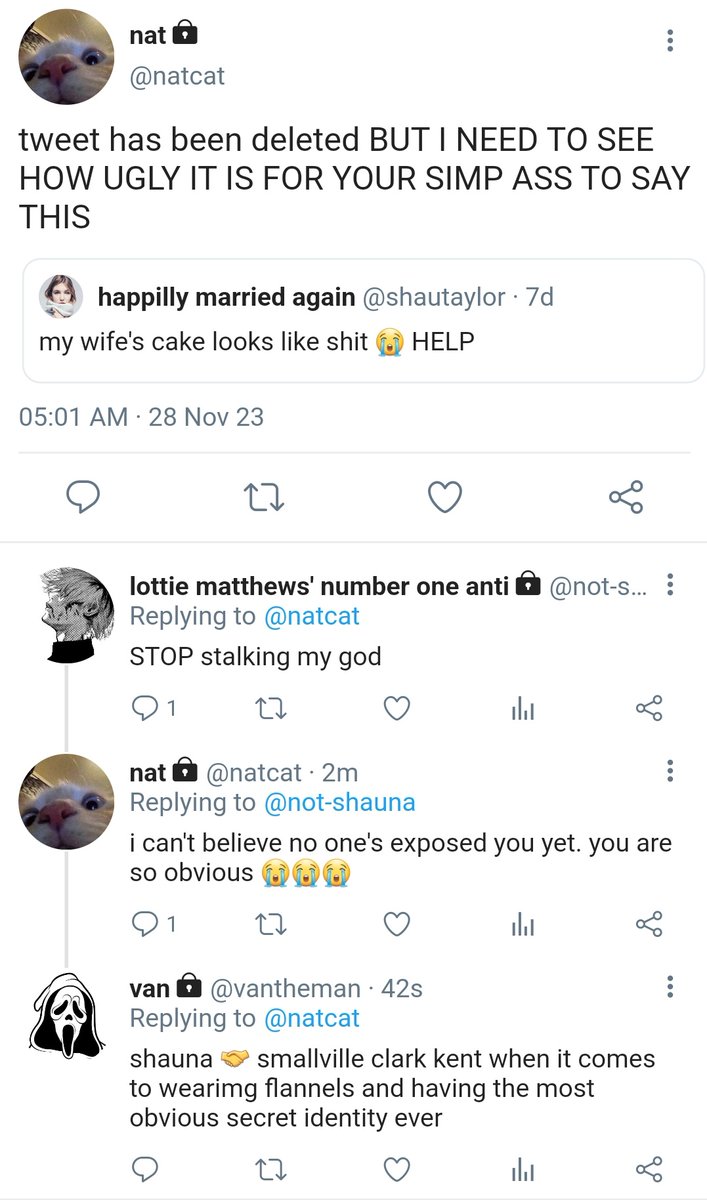 nat 🔒
@natcat
tweet has been deleted BUT I NEED TO SEE
HOW UGLY IT IS FOR YOUR SIMP ASS TO SAY
THIS
happilly married again @shautaylor · 7d
my wife's cake looks like shit 😭 HELP
05:01 AM · 28 Nov 23
lottie matthews' number one anti 🔒 @not-s...
Replying to @natcat
STOP stalking my god
1
nat 🔒 @natcat · 2m
Replying to @not-shauna
i can't believe no one's exposed you yet. you are
so obvious 😭😭😭
1
van 🔒 @vantheman · 42s
Replying to @natcat
shauna 🤝 smallville clark kent when it comes
to wearimg flannels and having the most
obvious secret identity ever